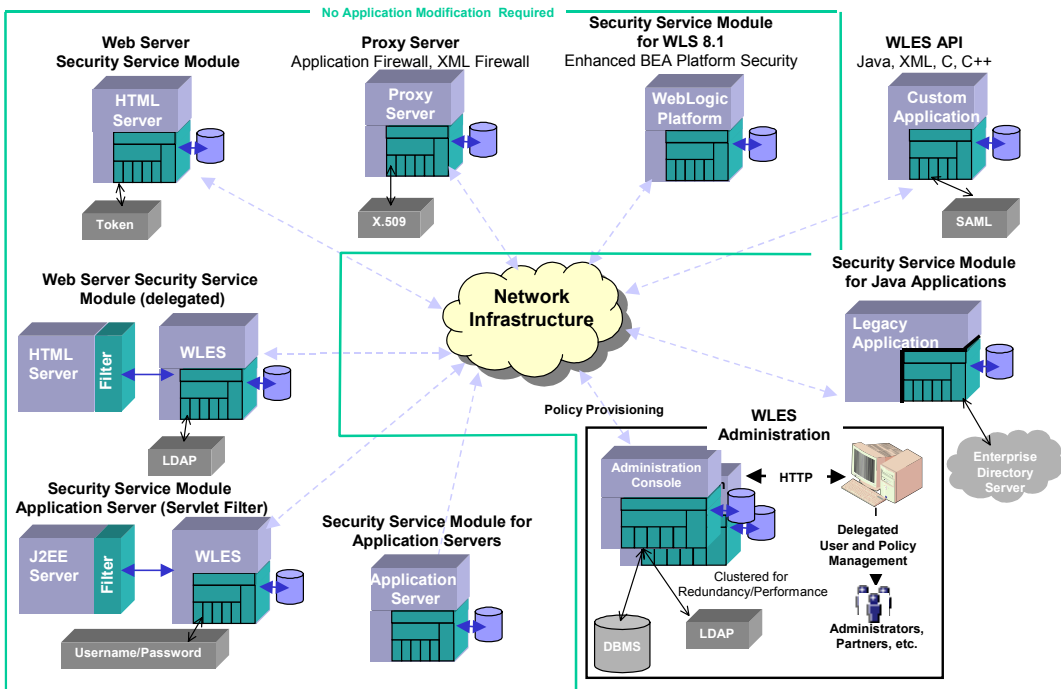 No Application Modification Required
Web Server
Security Service Module
HTML
Server
Token
Proxy Server
Application Firewall, XML Firewall
Proxy
Server
X.509
Security Service Module
for WLS 8.1
Enhanced BEA Platform Security
WebLogic
Platform
WLES API
Java, XML, C, C++
Custom
Application
SAML
Web Server Security Service
Module (delegated)
HTML
Server
Filter
WLES
LDAP
Network
Infrastructure
Security Service Module
for Java Applications
Legacy
Application
Enterprise
Directory
Server
Policy Provisioning
Security Service Module
Application Server (Servlet Filter)
J2EE
Server
Filter
WLES
Username/Password
Security Service Module for
Application Servers
Application
Server
WLES
Administration
Administration
Console
HTTP
Delegated
User and Policy
Management
Clustered for
Redundancy/Performance
DBMS
LDAP
Administrators,
Partners, etc.